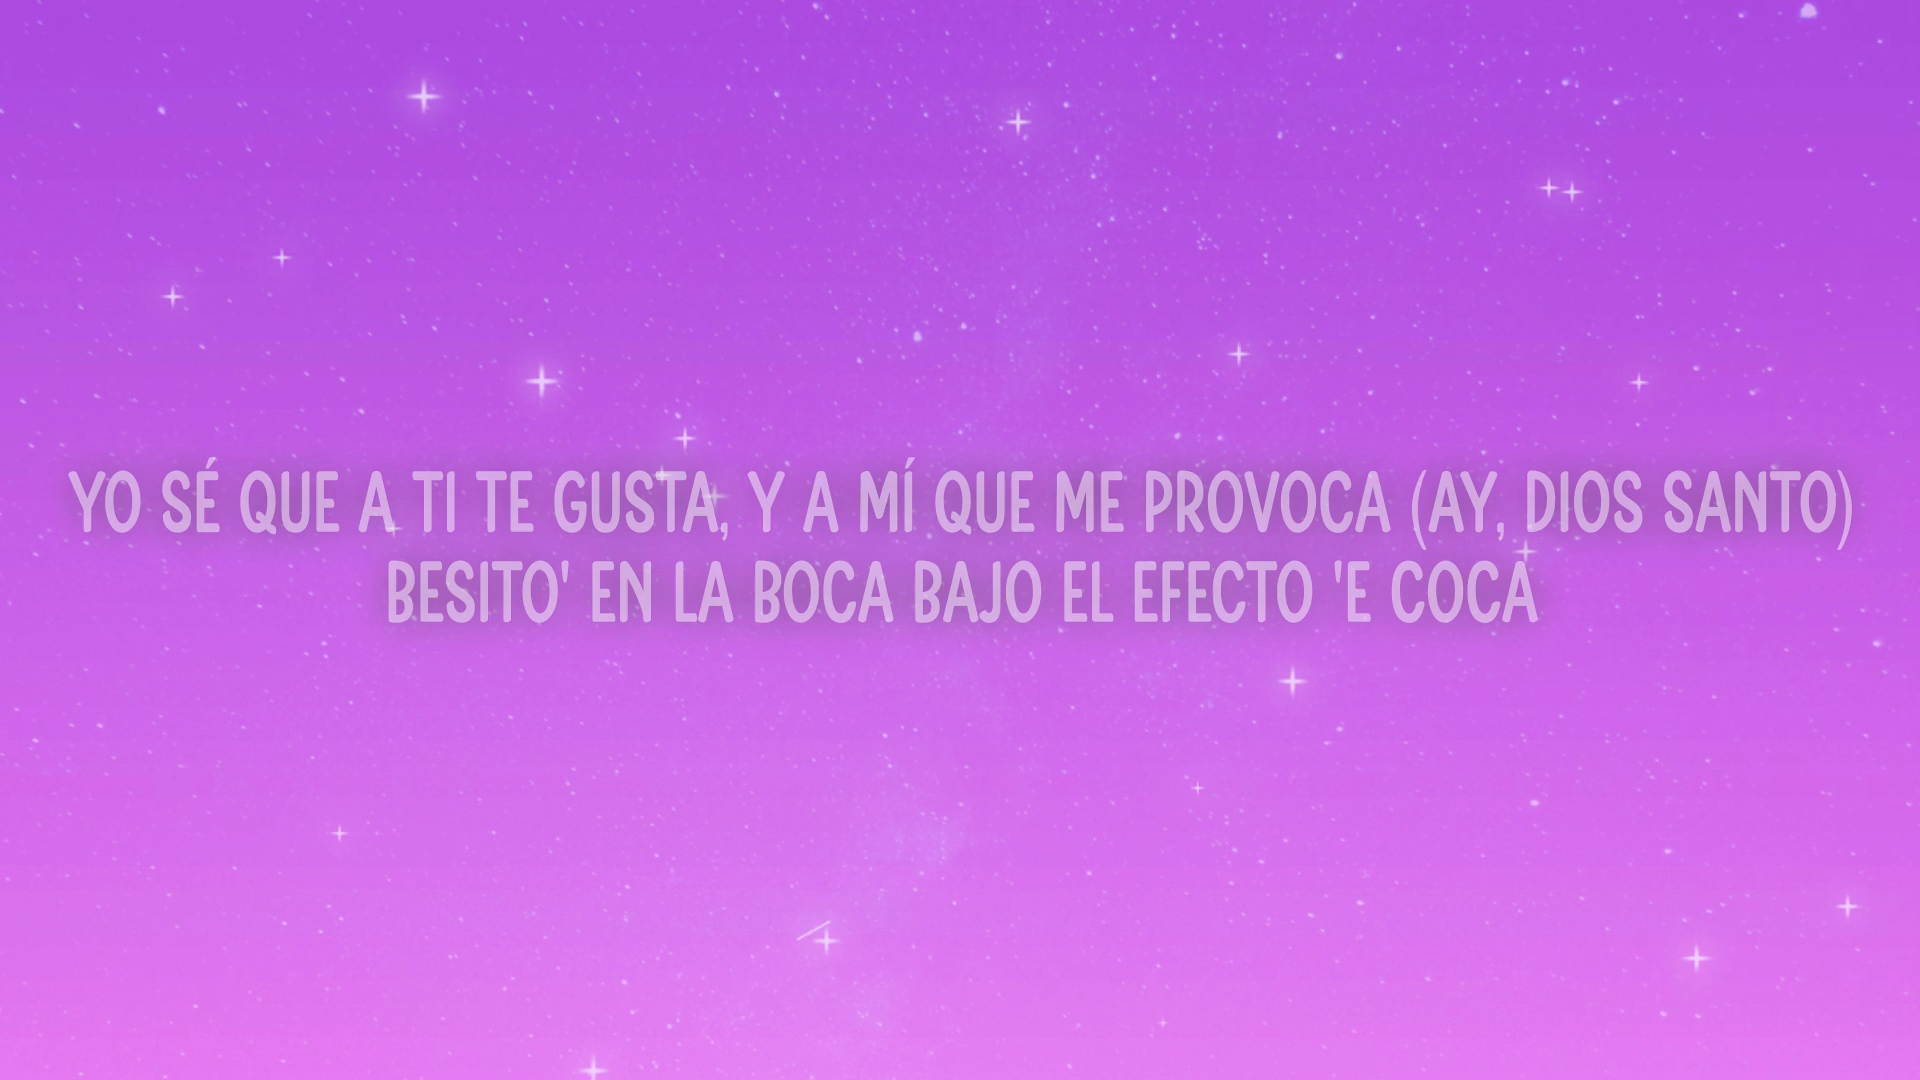 YO SÉ QUE A TI TE GUSTA, Y A MÍ QUE ME PROVOCA (AY, DIOS SANTO)
BESITO' EN LA BOCA BAJO EL EFECTO 'E COCA